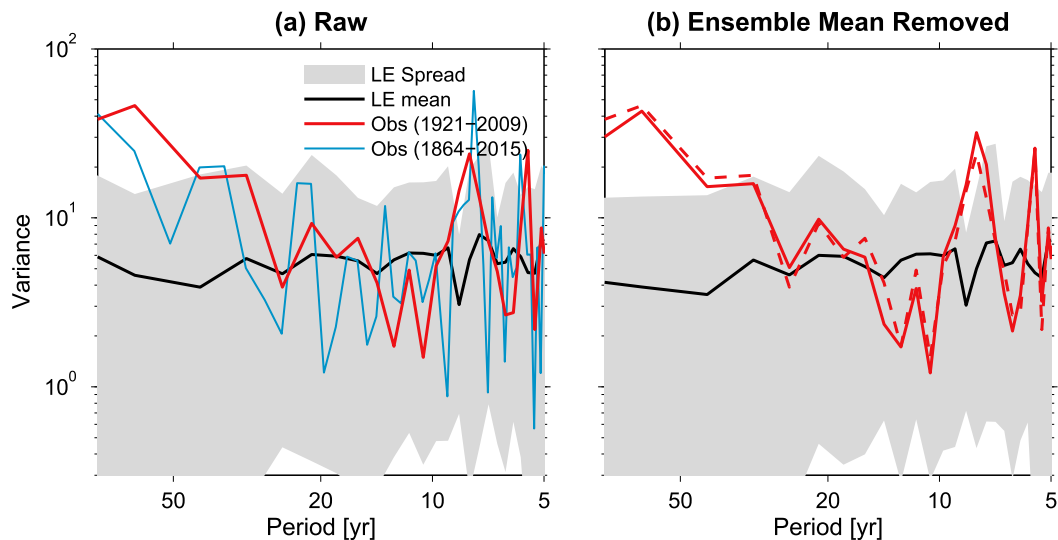 (a) Raw
(b) Ensemble Mean Removed
10²
10¹
10⁰
Variance
LE Spread
LE mean
Obs (1921−2009)
Obs (1864−2015)
50
20
10
5
Period [yr]
50
20
10
5
Period [yr]